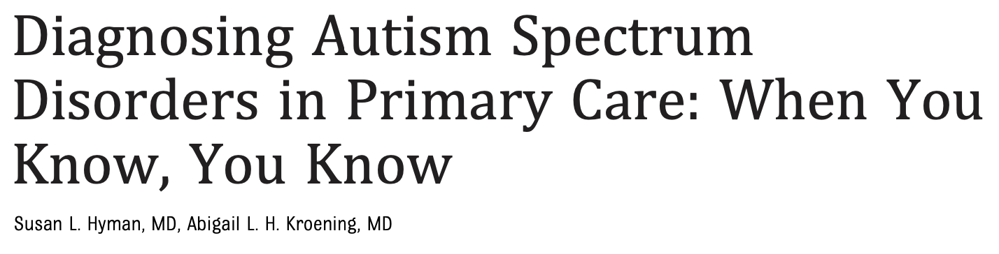 Diagnosing Autism Spectrum
Disorders in Primary Care: When You
Know, You Know
Susan L. Hyman, MD, Abigail L. H. Kroening, MD